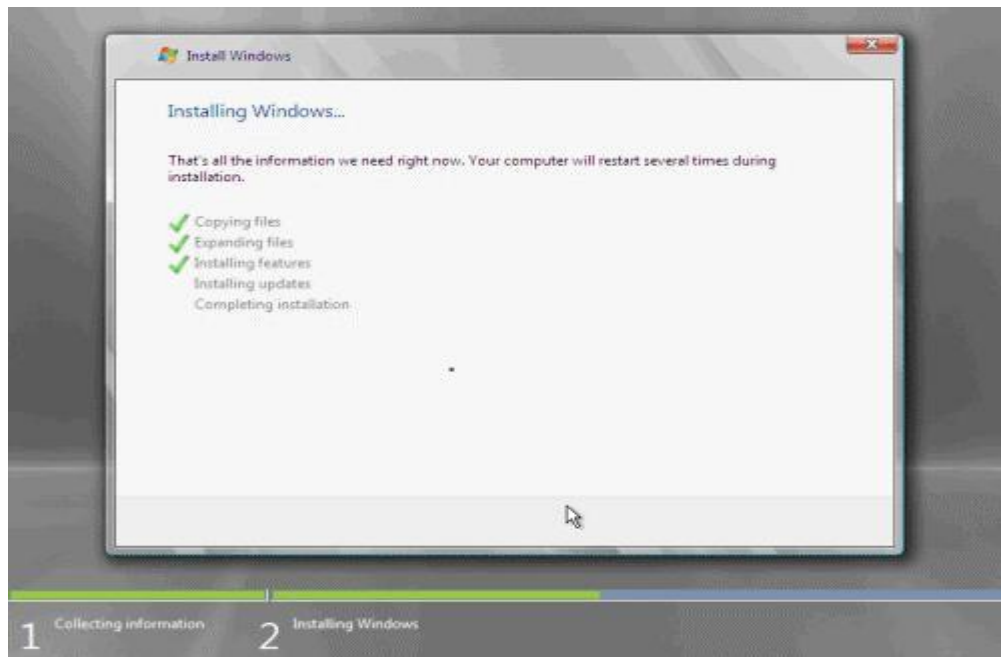 Install Windows
Installing Windows...
That's all the information we need right now. Your computer will restart several times during
installation.
Copying files
Expanding files
Installing features
Installing updates
Completing installation
1 Collecting information
2 Installing Windows